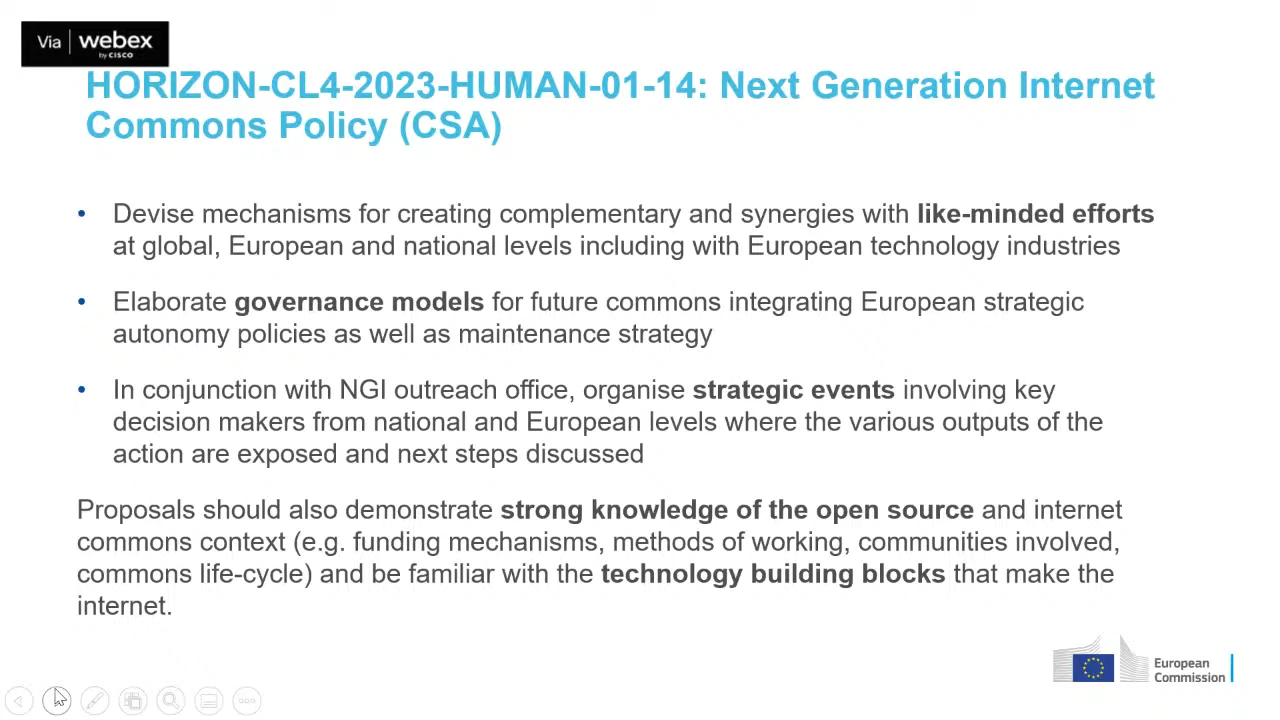 Via webex
by CISCO
HORIZON-CL4-2023-HUMAN-01-14: Next Generation Internet
Commons Policy (CSA)
• Devise mechanisms for creating complementary and synergies with like-minded efforts
at global, European and national levels including with European technology industries
• Elaborate governance models for future commons integrating European strategic
autonomy policies as well as maintenance strategy
• In conjunction with NGI outreach office, organise strategic events involving key
decision makers from national and European levels where the various outputs of the
action are exposed and next steps discussed
Proposals should also demonstrate strong knowledge of the open source and internet
commons context (e.g. funding mechanisms, methods of working, communities involved,
commons life-cycle) and be familiar with the technology building blocks that make the
internet.
European
Commission